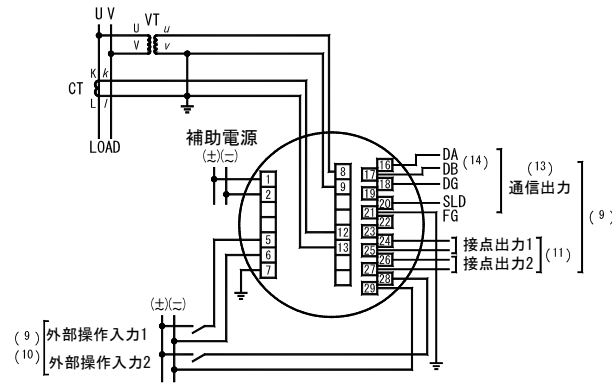 U V
VT
U
u
V
v
K
k
CT
L
l
LOAD
補助電源
(±)(≂)
1
2
5
6
7
8
9
12
13
16
17
18
19
20
21
22
23
24
25
26
27
28
29
DA
DB
DG
(14)
SLD
FG
(13)
通信出力
(9)
接点出力1
接点出力2
(11)
(±)(≂)
(9)
(10)
外部操作入力1
外部操作入力2